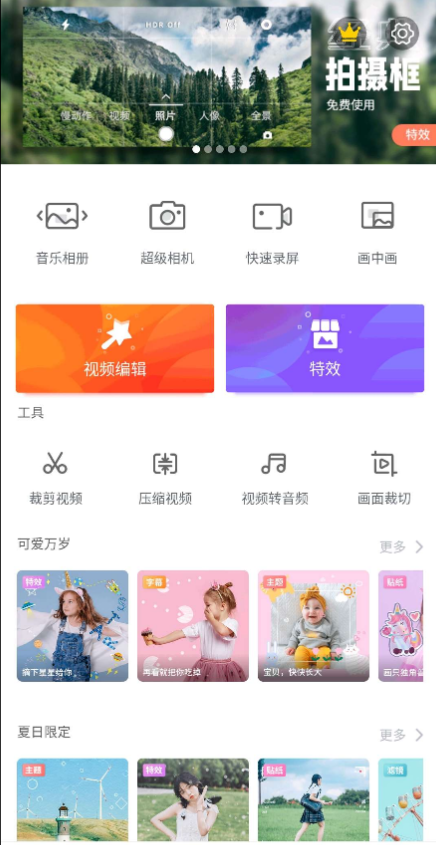 HDR Off
慢动作 视频 照片 人像 全景
拍摄框
免费使用
特效
音乐相册 超级相机 快速录屏 画中画
视频编辑 特效
工具
裁剪视频 压缩视频 视频转音频 画面裁切
可爱万岁 更多
特效 字幕 主题 贴纸
摘下星星给你 再看就把你吃掉 宝贝，快快长大 画只独角
夏日限定 更多
主题 特效 贴纸 滤镜